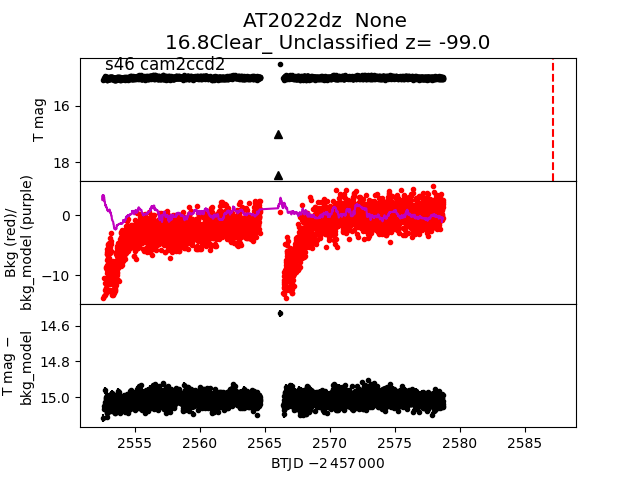 AT2022dz  None
16.8Clear_ Unclassified z= -99.0
s46 cam2ccd2
T mag
16
18
Bkg (red)/
bkg_model (purple)
0
−10
T mag −
bkg_model
14.6
14.8
15.0
2555 2560 2565 2570 2575 2580 2585
BTJD −2 457 000